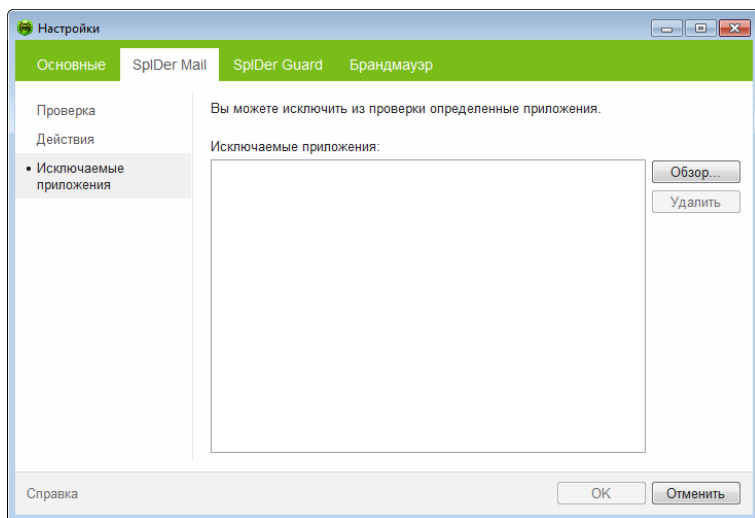 Настройки
Основные SpIDer Mail SpIDer Guard Брандмауэр
Проверка
Действия
• Исключаемые
приложения
Вы можете исключить из проверки определенные приложения.
Исключаемые приложения:
Обзор...
Удалить
Справка
OK
Отменить